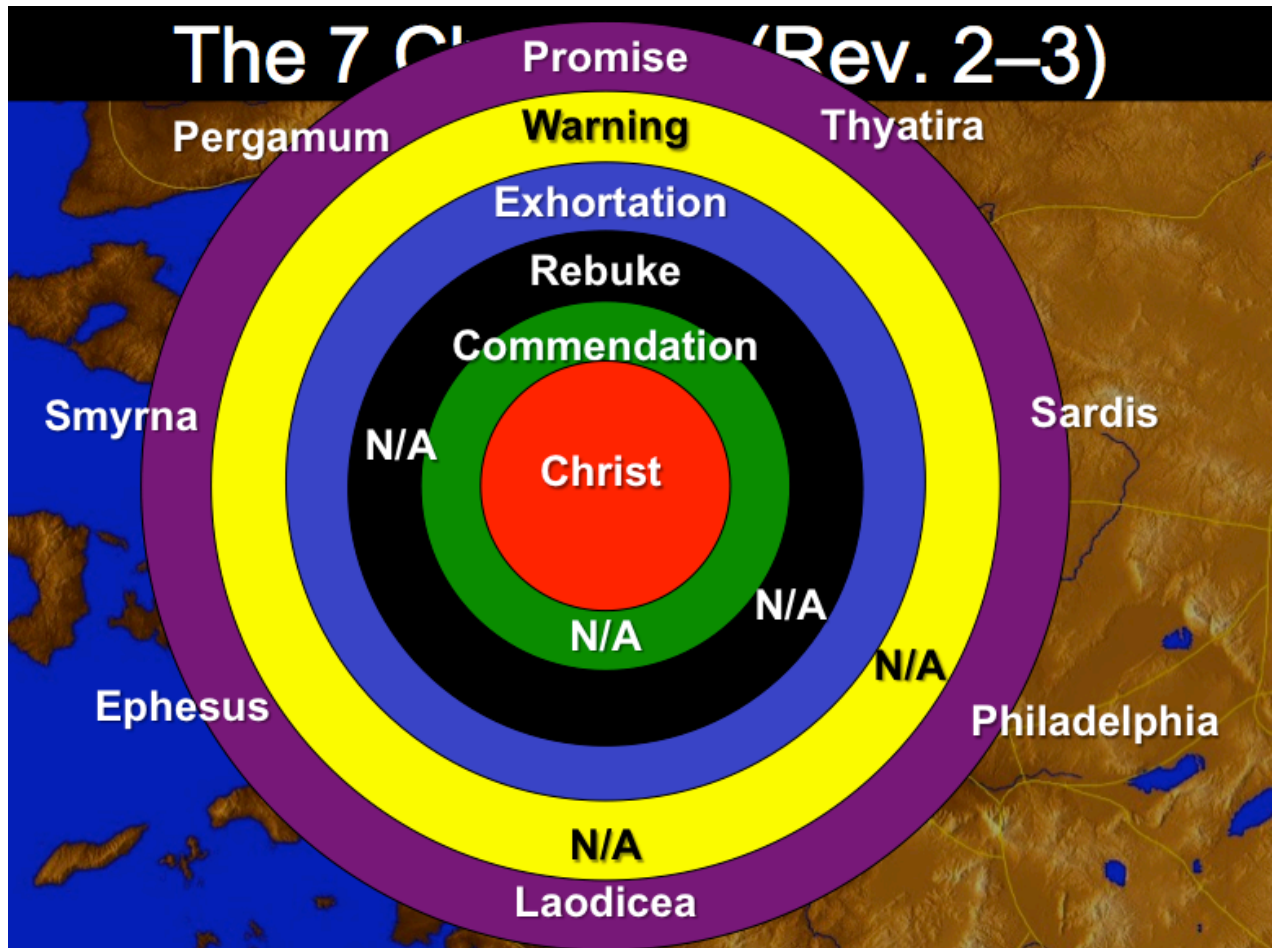 The 7 (Rev. 2–3)
Promise
Pergamum
Warning
Thyatira
Exhortation
Rebuke
Commendation
Smyrna
Sardis
N/A
Christ
N/A
N/A
N/A
Ephesus
Philadelphia
N/A
Laodicea